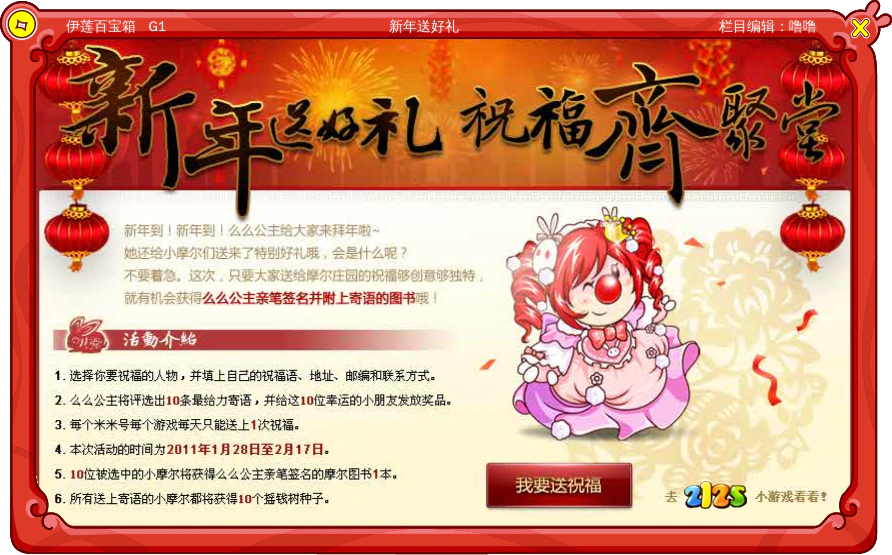 伊莲百宝箱 G1
新年送好礼
栏目编辑：噜噜
新年送好礼 祝福齊聚堂
新年到！新年到！么么公主给大家来拜年啦~
她还给小摩尔们送来了特别好礼哦，会是什么呢？
不要着急。这次，只要大家送给摩尔庄园的祝福够创意够独特，
就有机会获得么么公主亲笔签名并附上寄语的图书哦！
活動介紹
1. 选择你要祝福的人物，并填上自己的祝福语、地址、邮编和联系方式。
2. 么么公主将评选出10条最给力寄语，并给这10位幸运的小朋友发放奖品。
3. 每个米米号每个游戏每天只能送上1次祝福。
4. 本次活动的时间为2011年1月28日至2月17日。
5. 10位被选中的小摩尔将获得么么公主亲笔签名的摩尔图书1本。
6. 所有送上寄语的小摩尔都将获得10个摇钱树种子。
我要送祝福
去 2125 小游戏看看！